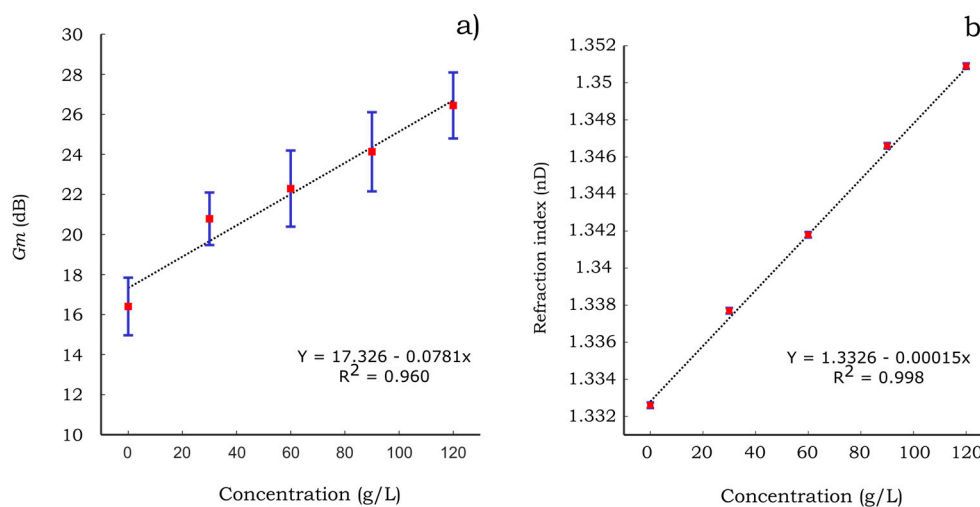 a)
30
28
26
24
22
20
18
16
14
12
10
Gm (dB)
Y = 17.326 - 0.0781x
R2 = 0.960
0 20 40 60 80 100 120
Concentration (g/L)
b
1.352
1.35
1.348
1.346
1.344
1.342
1.34
1.338
1.336
1.334
1.332
Refraction index (nD)
Y = 1.3326 - 0.00015x
R2 = 0.998
0 20 40 60 80 100 120
Concentration (g/L)